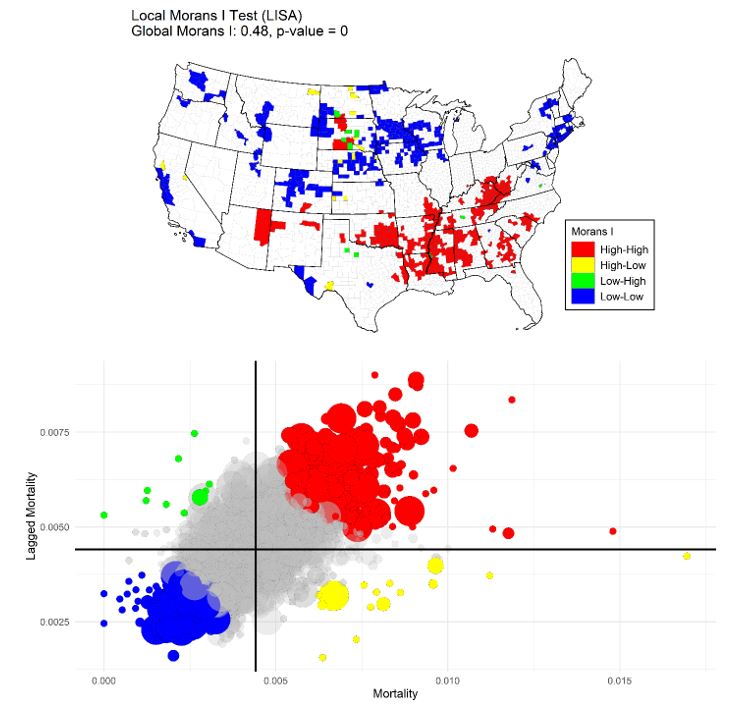 Local Morans I Test (LISA)
Global Morans I: 0.48, p-value = 0
Morans I
High-High
High-Low
Low-High
Low-Low
0.0075
0.0050
0.0025
Lagged Mortality
0.000
0.005
0.010
0.015
Mortality